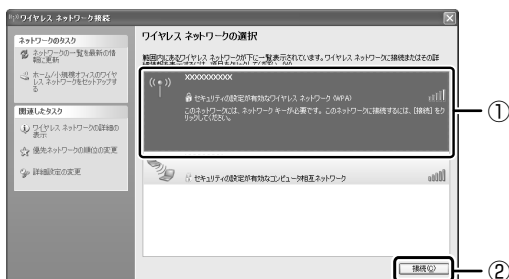 ワイヤレス ネットワーク接続
ネットワークのタスク
ネットワークの一覧を最新の情
報に更新
ホーム/小規模オフィスのワイヤ
レス ネットワークをセットアップす
る
関連したタスク
ワイヤレス ネットワークの詳細の
表示
優先ネットワークの順位の変更
詳細設定の変更
ワイヤレス ネットワークの選択
範囲内にあるワイヤレス ネットワークが下に一覧表示されています。ワイヤレス ネットワークに接続またはその詳
XXXXXXXXXX
セキュリティの設定が有効なワイヤレス ネットワーク (WPA)
このネットワークには、ネットワーク キーが必要です。このネットワークに接続するには、[接続] をク
リックしてください。
セキュリティの設定が有効なコンピュータ相互ネットワーク
接続(C)
①
②